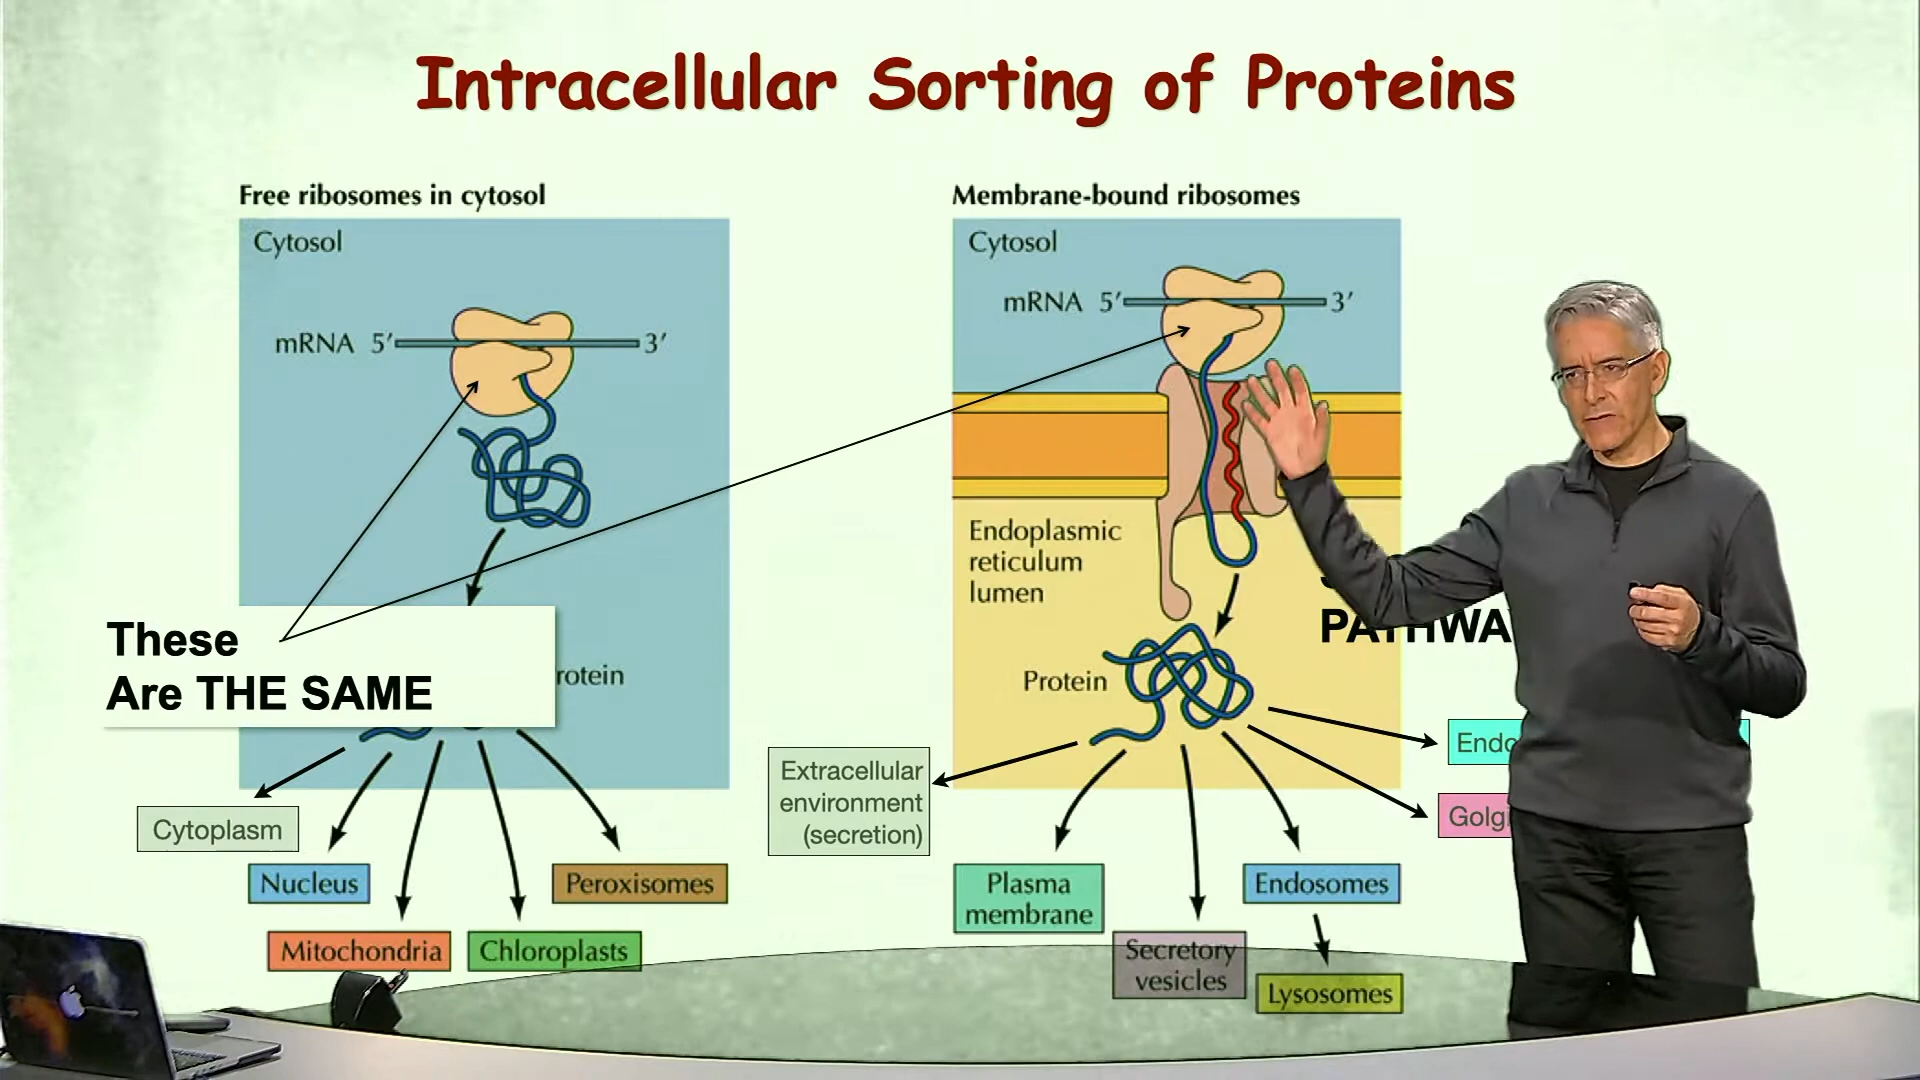 Intracellular Sorting of Proteins
Free ribosomes in cytosol
Cytosol
mRNA 5′
3′
These
Are THE SAME
rotein
Cytoplasm
Nucleus
Peroxisomes
Mitochondria
Chloroplasts
Membrane-bound ribosomes
Cytosol
mRNA 5′
3′
Endoplasmic
reticulum
lumen
PATHWA
Protein
Extracellular
environment
(secretion)
Endo
Golgi
Plasma
membrane
Endosomes
Secretory
vesicles
Lysosomes